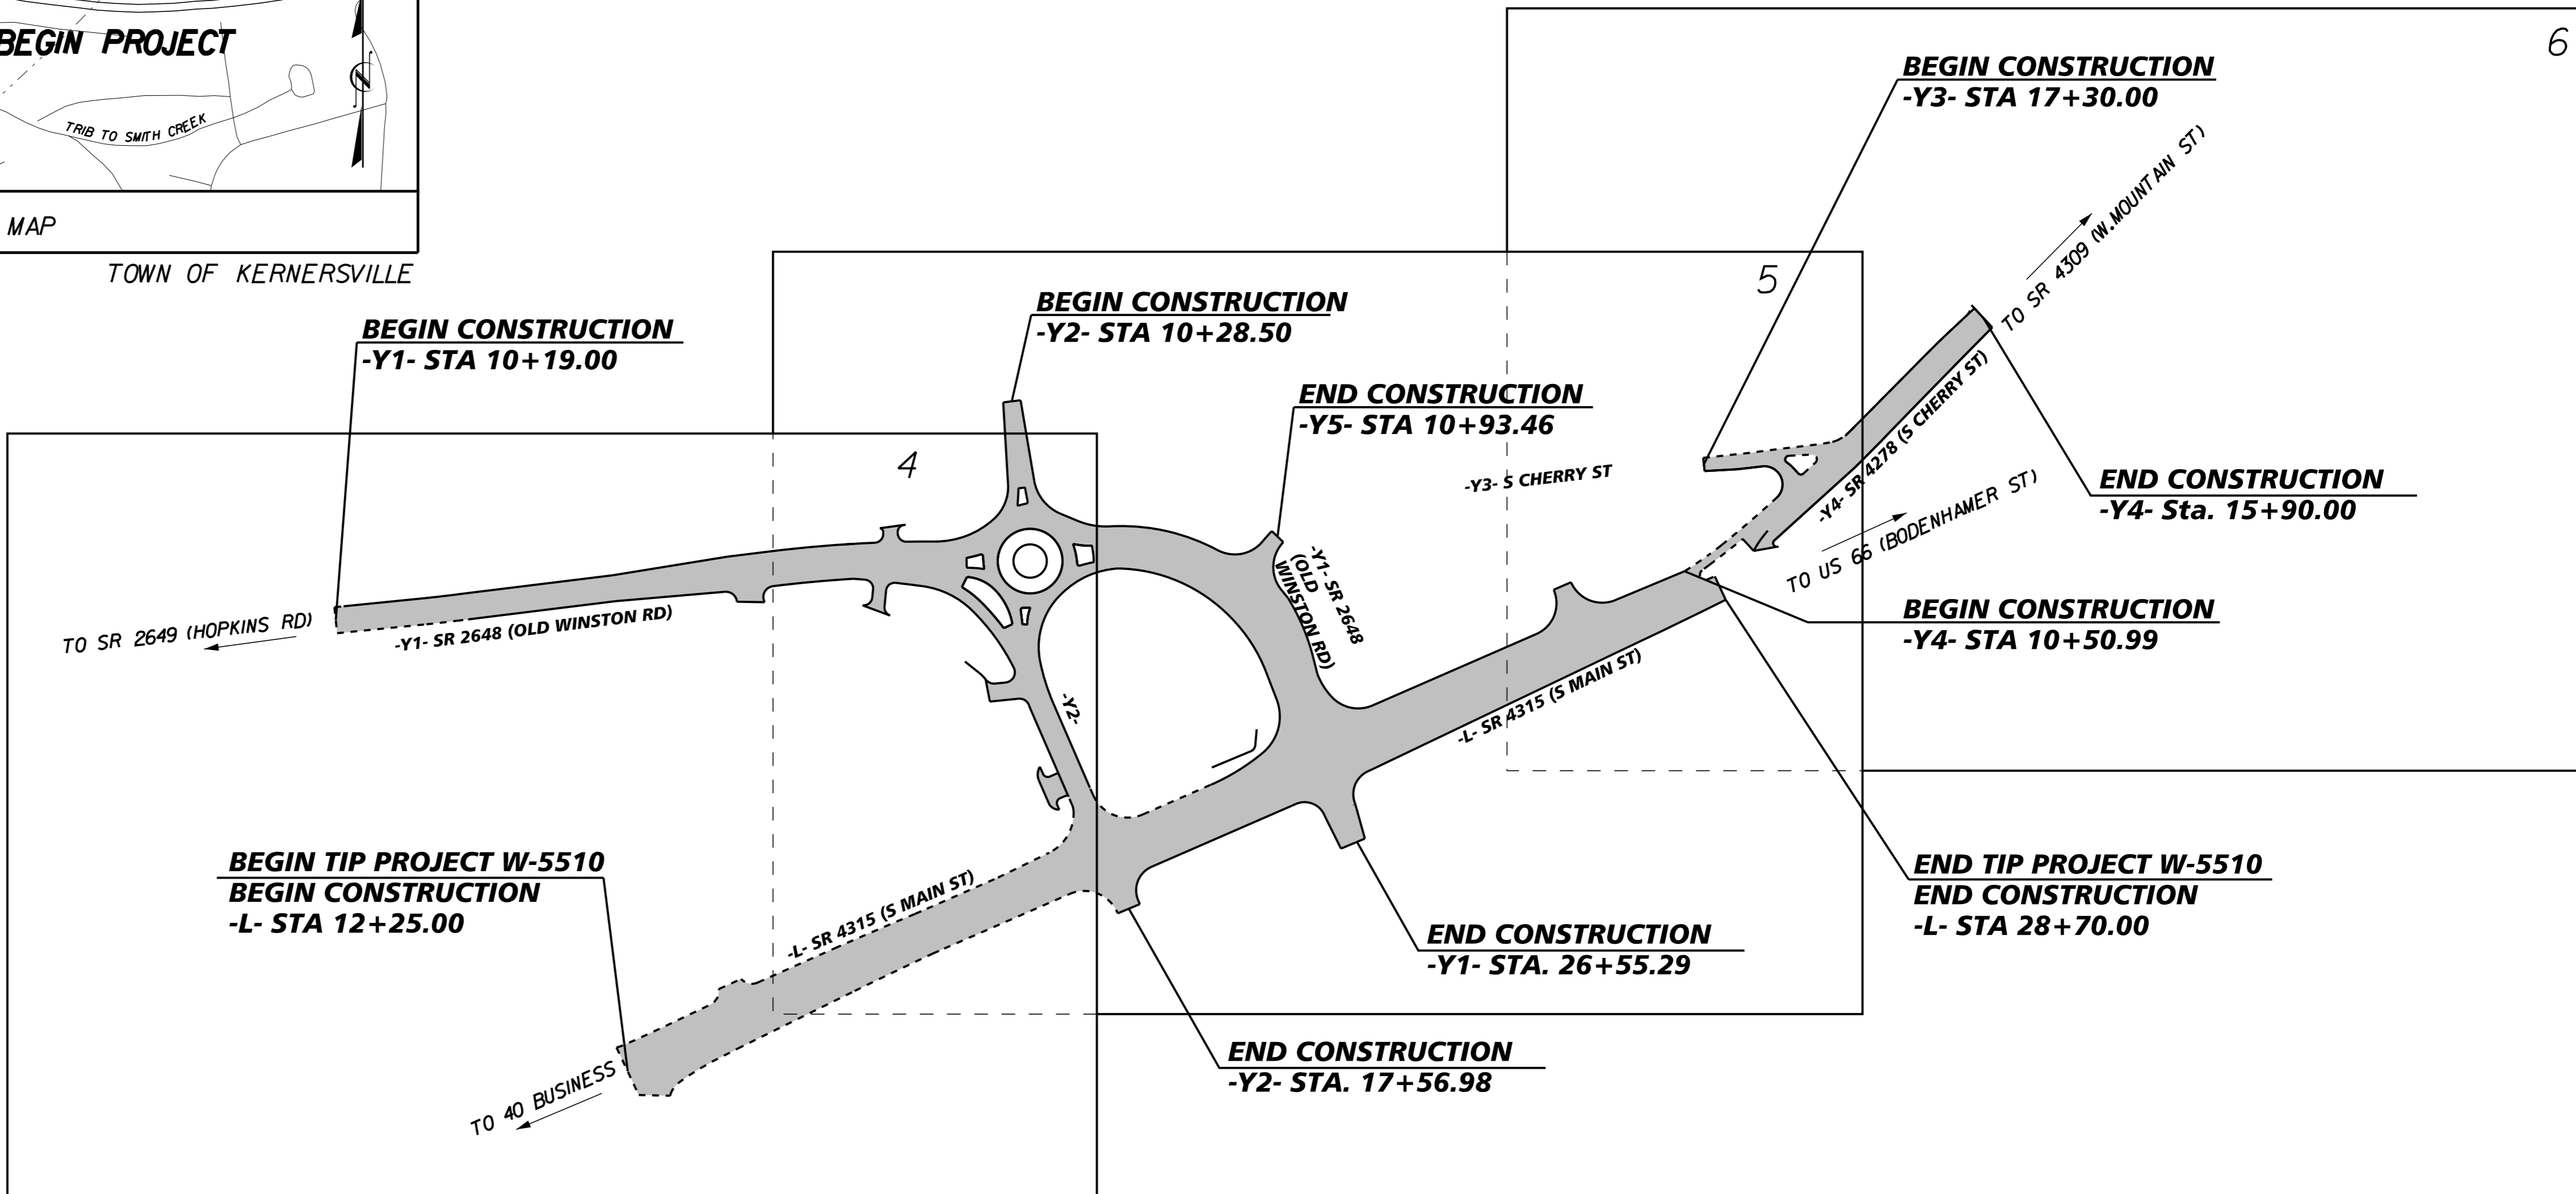 BEGIN PROJECT
N
TRIB TO SMITH CREEK
MAP
TOWN OF KERNERSVILLE
6
BEGIN CONSTRUCTION
-Y3- STA 17+30.00
TO SR 4309 (W.MOUNTAIN ST)
5
BEGIN CONSTRUCTION
-Y2- STA 10+28.50
BEGIN CONSTRUCTION
-Y1- STA 10+19.00
END CONSTRUCTION
-Y5- STA 10+93.46
4
-Y3- S CHERRY ST
-Y4- SR 4278 (S CHERRY ST)
END CONSTRUCTION
-Y4- Sta. 15+90.00
TO US 66 (BODENHAMER ST)
-Y1- SR 2648
(OLD
WINSTON RD)
TO SR 2649 (HOPKINS RD)
-Y1- SR 2648 (OLD WINSTON RD)
BEGIN CONSTRUCTION
-Y4- STA 10+50.99
-Y2-
-L- SR 4315 (S MAIN ST)
BEGIN TIP PROJECT W-5510
BEGIN CONSTRUCTION
-L- STA 12+25.00
-L- SR 4315 (S MAIN ST)
END TIP PROJECT W-5510
END CONSTRUCTION
-L- STA 28+70.00
END CONSTRUCTION
-Y1- STA. 26+55.29
END CONSTRUCTION
-Y2- STA. 17+56.98
TO 40 BUSINESS